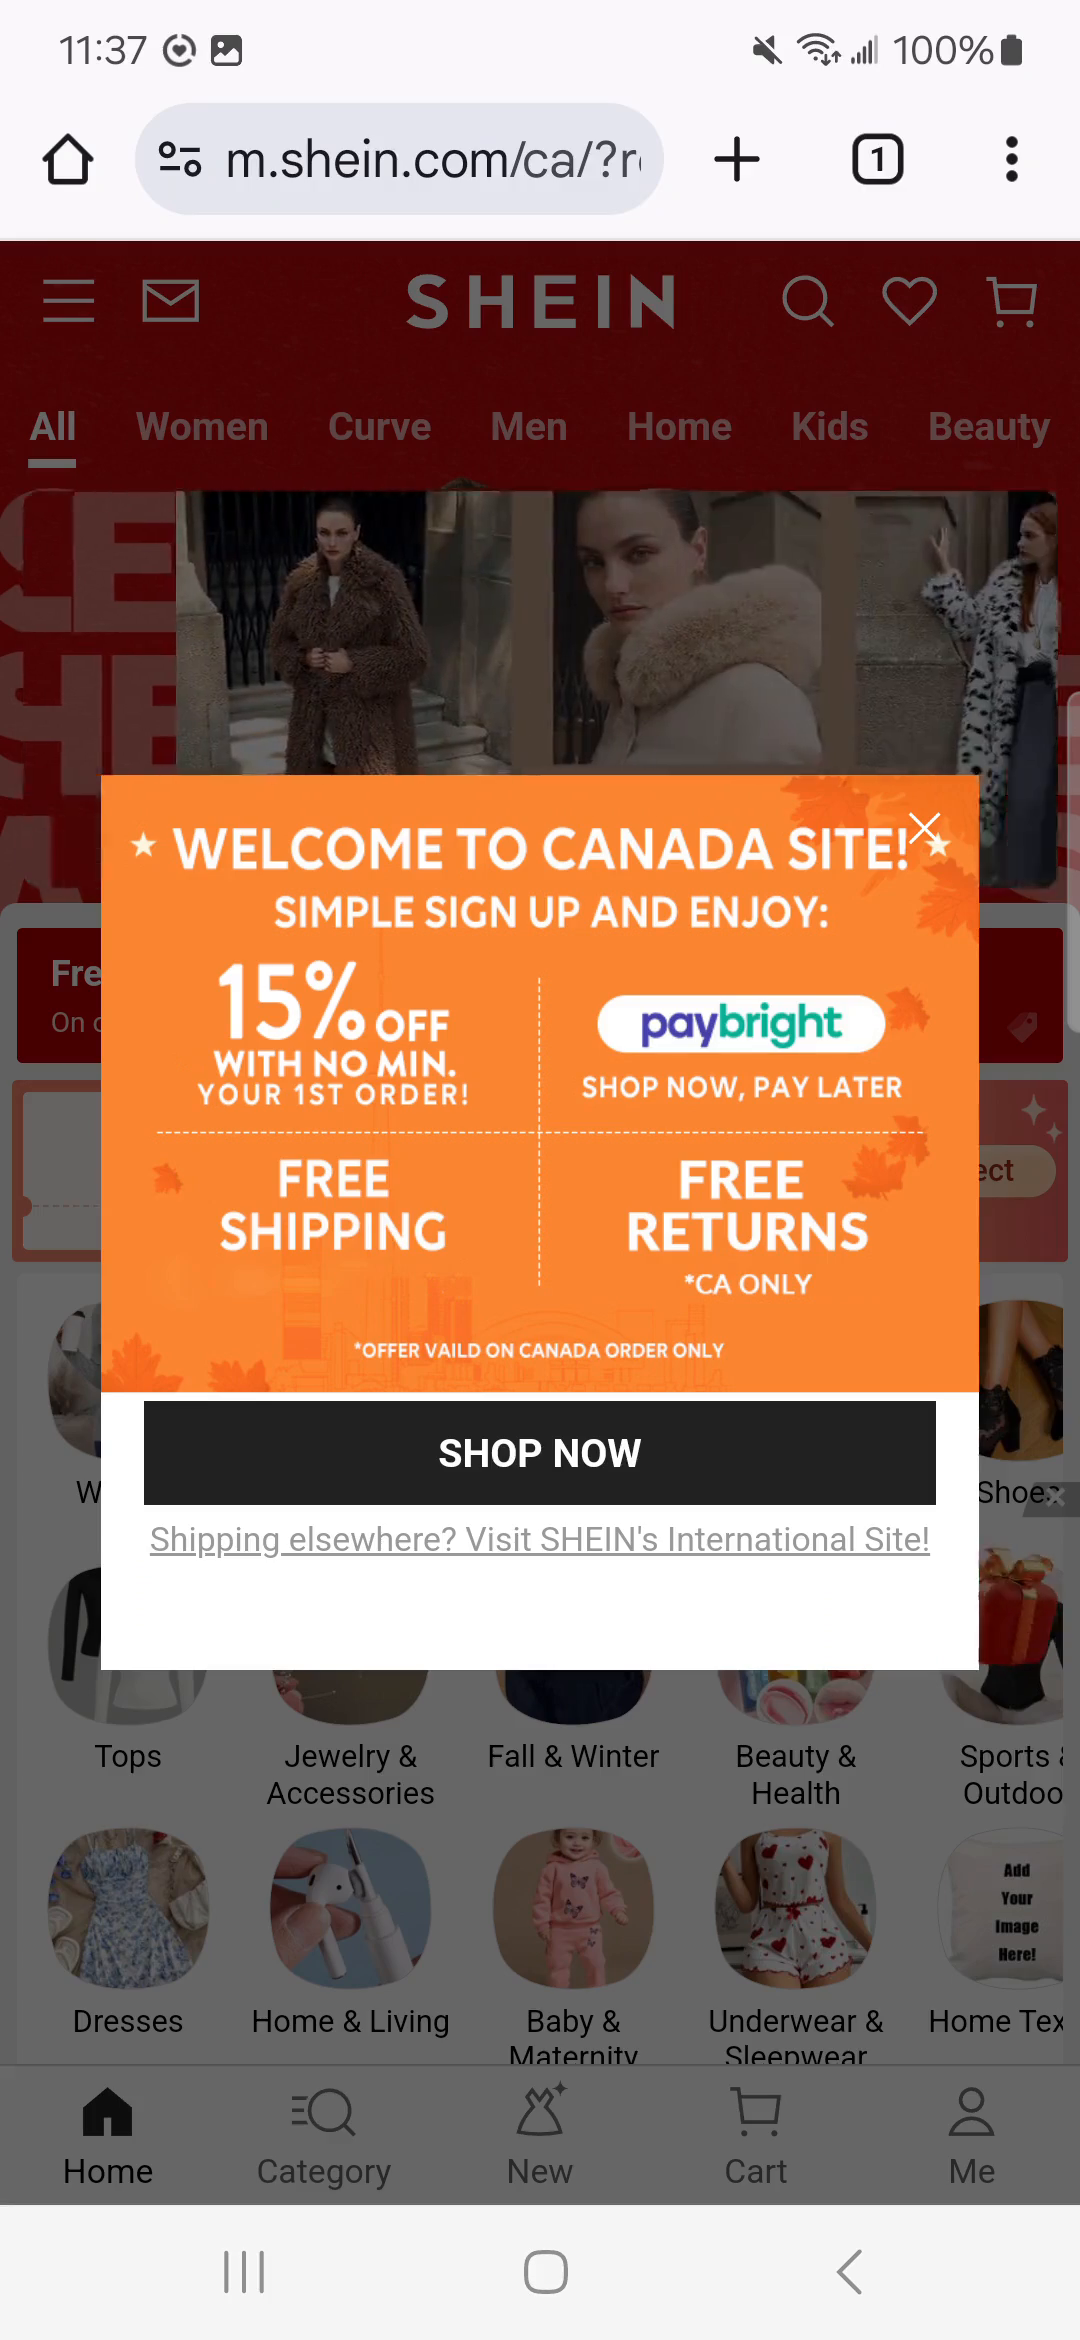 11:37
100%
m.shein.com/ca/?r
1
SHEIN
All Women Curve Men Home Kids Beauty
WELCOME TO CANADA SITE!
SIMPLE SIGN UP AND ENJOY:
15% OFF
WITH NO MIN.
YOUR 1ST ORDER!
paybright
SHOP NOW, PAY LATER
FREE
SHIPPING
FREE
RETURNS
*CA ONLY
*OFFER VAILD ON CANADA ORDER ONLY
SHOP NOW
Shipping elsewhere? Visit SHEIN's International Site!
Fre
On
ect
W
Shoes
Tops
Jewelry &
Accessories
Fall & Winter
Beauty &
Health
Sports &
Outdoo
Add
Your
Image
Here!
Dresses
Home & Living
Baby &
Maternity
Underwear &
Sleepwear
Home Tex
Home
Category
New
Cart
Me